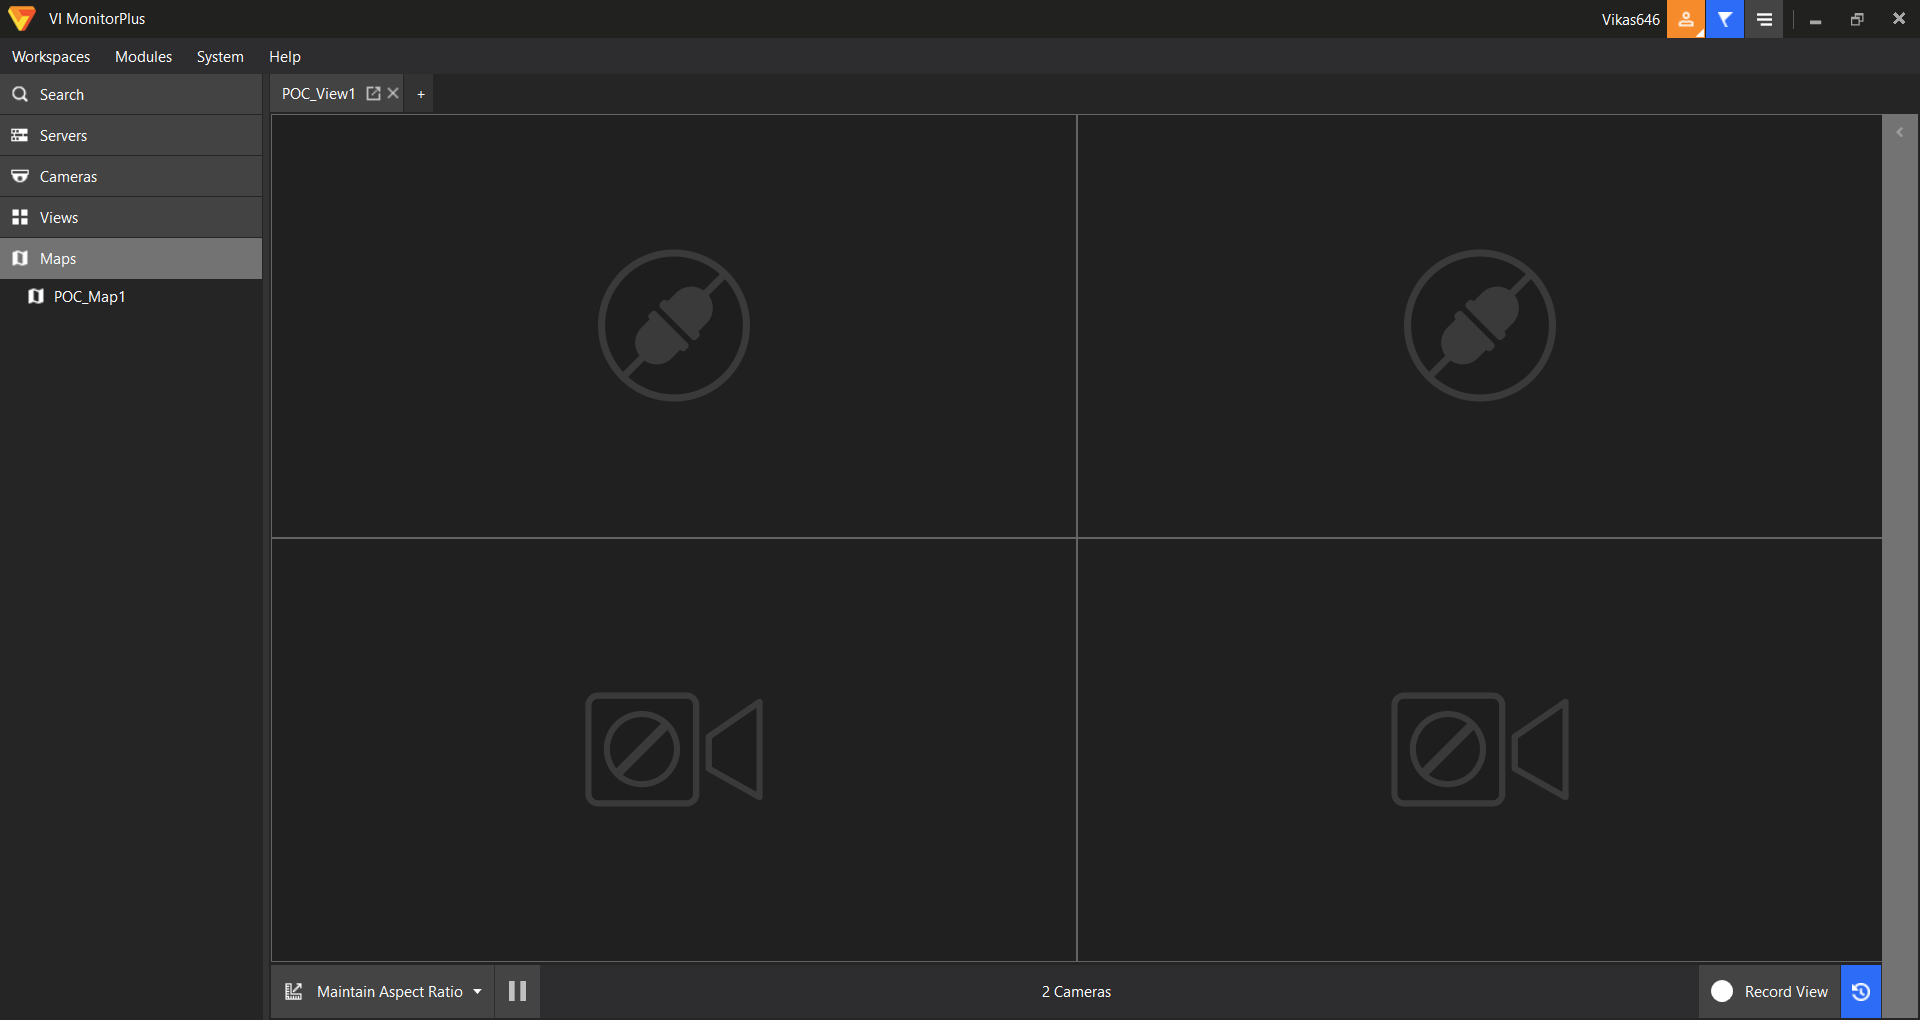 VI MonitorPlus
Vikas646
Workspaces Modules System Help
Search
POC_View1 +
Servers
Cameras
Views
Maps
POC_Map1
Maintain Aspect Ratio
2 Cameras
Record View